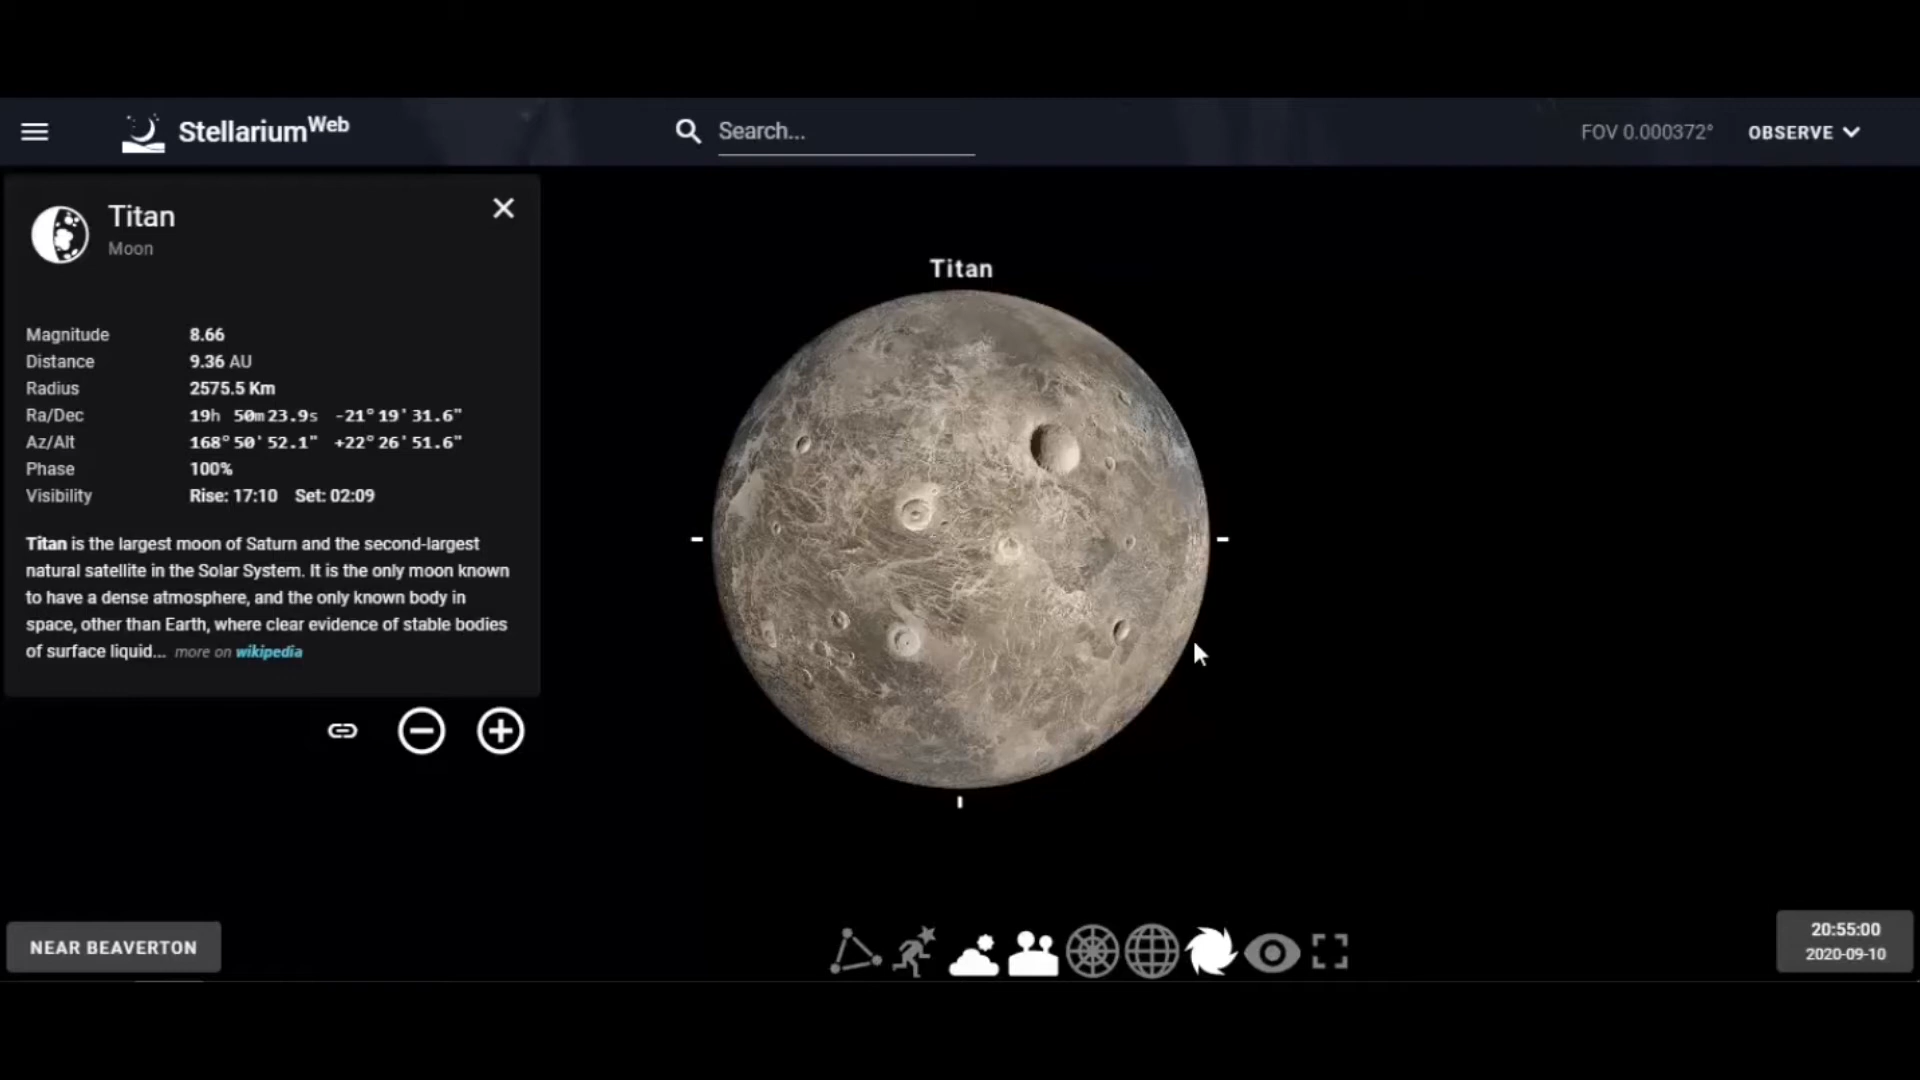 StellariumWeb
Search...
FOV 0.000372°
OBSERVE
Titan
Moon
Magnitude 8.66
Distance 9.36 AU
Radius 2575.5 Km
Ra/Dec 19h 50m 23.9s -21° 19' 31.6"
Az/Alt 168° 50' 52.1" +22° 26' 51.6"
Phase 100%
Visibility Rise: 17:10 Set: 02:09
Titan is the largest moon of Saturn and the second-largest
natural satellite in the Solar System. It is the only moon known
to have a dense atmosphere, and the only known body in
space, other than Earth, where clear evidence of stable bodies
of surface liquid... more on wikipedia
Titan
NEAR BEAVERTON
20:55:00
2020-09-10